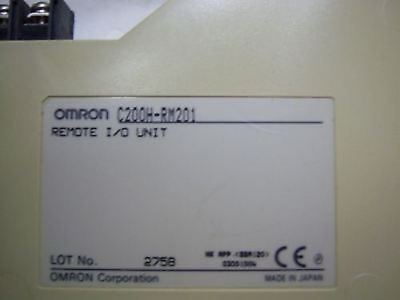 OMRON C200H-RM201
REMOTE I/O UNIT
LOT No. 2758
OMRON Corporation
CE
MADE IN JAPAN